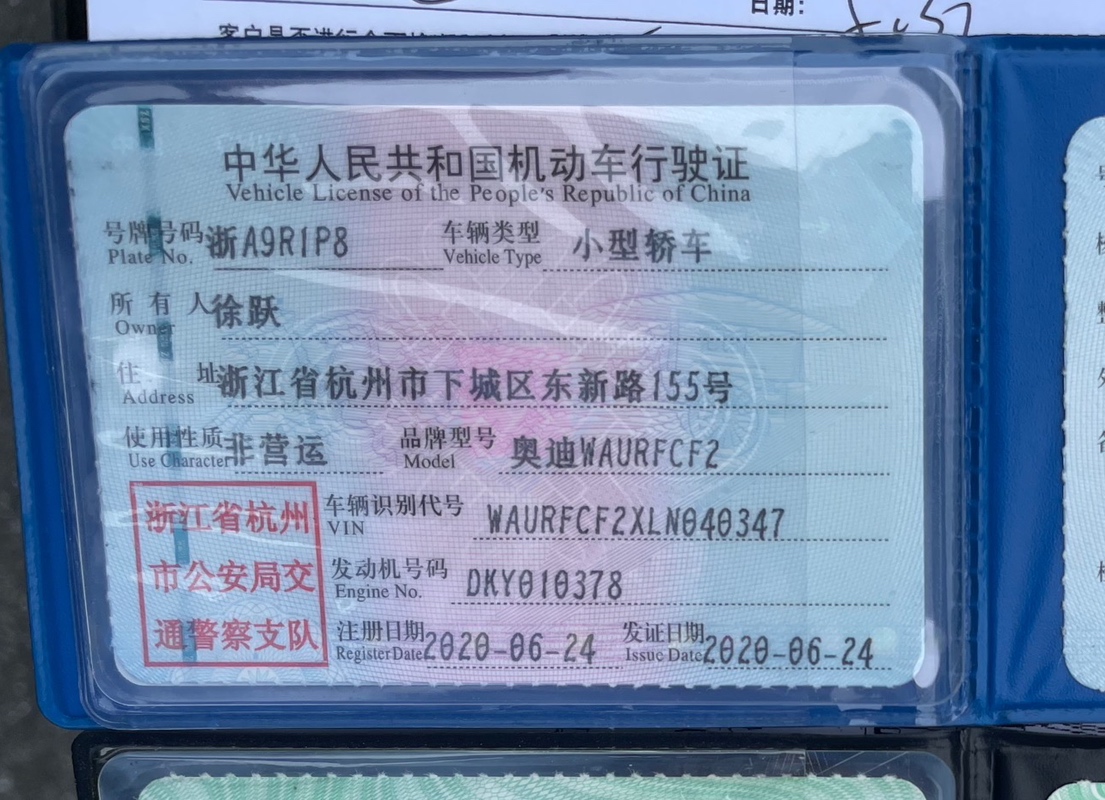 日期:
中华人民共和国机动车行驶证
Vehicle License of the People's Republic of China
号牌号码 浙A9R1P8 车辆类型 小型轿车
Plate No. Vehicle Type
所有人 徐跃
Owner
住址 浙江省杭州市下城区东新路155号
Address
使用性质 非营运 品牌型号 奥迪WAURFCF2
Use Character Model
浙江省杭州
市公安局交
通警察支队
车辆识别代号 WAURFCF2XLN040347
VIN
发动机号码 DKY010378
Engine No.
注册日期 2020-06-24 发证日期 2020-06-24
Register Date Issue Date